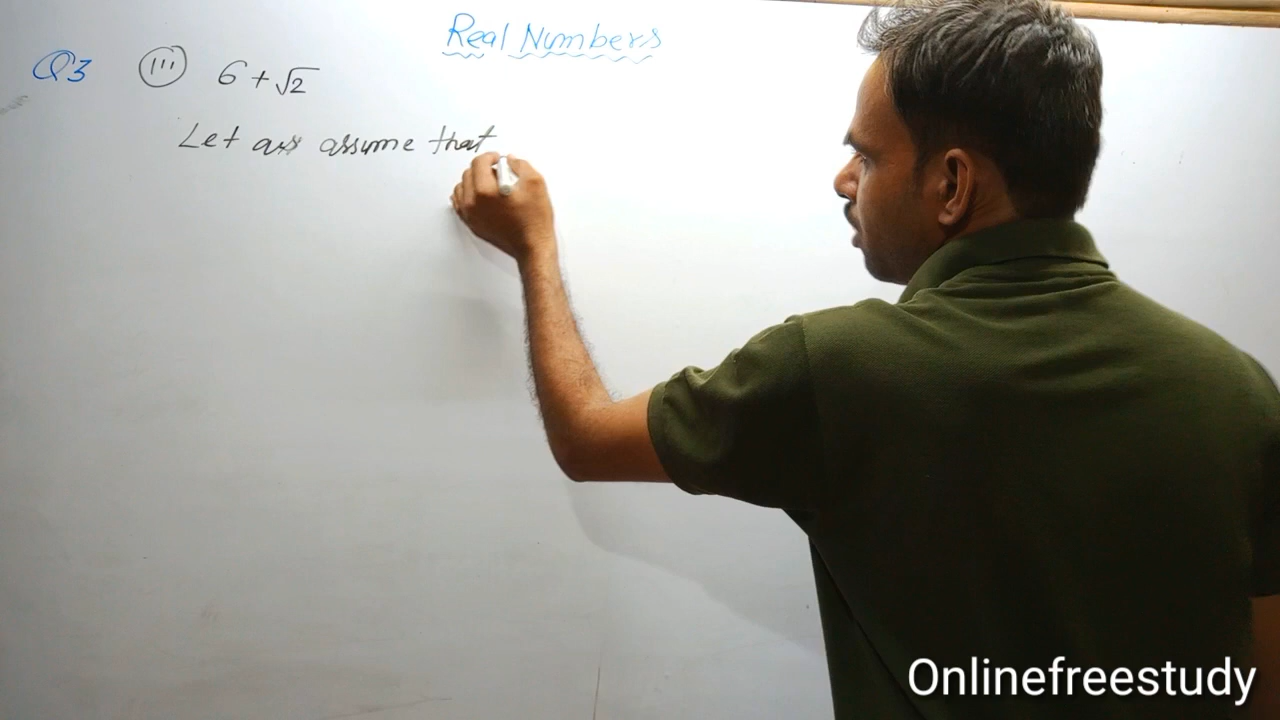 Real Numbers
Q3 (iii) 6 + √2
Let assume that
Onlinefreestudy